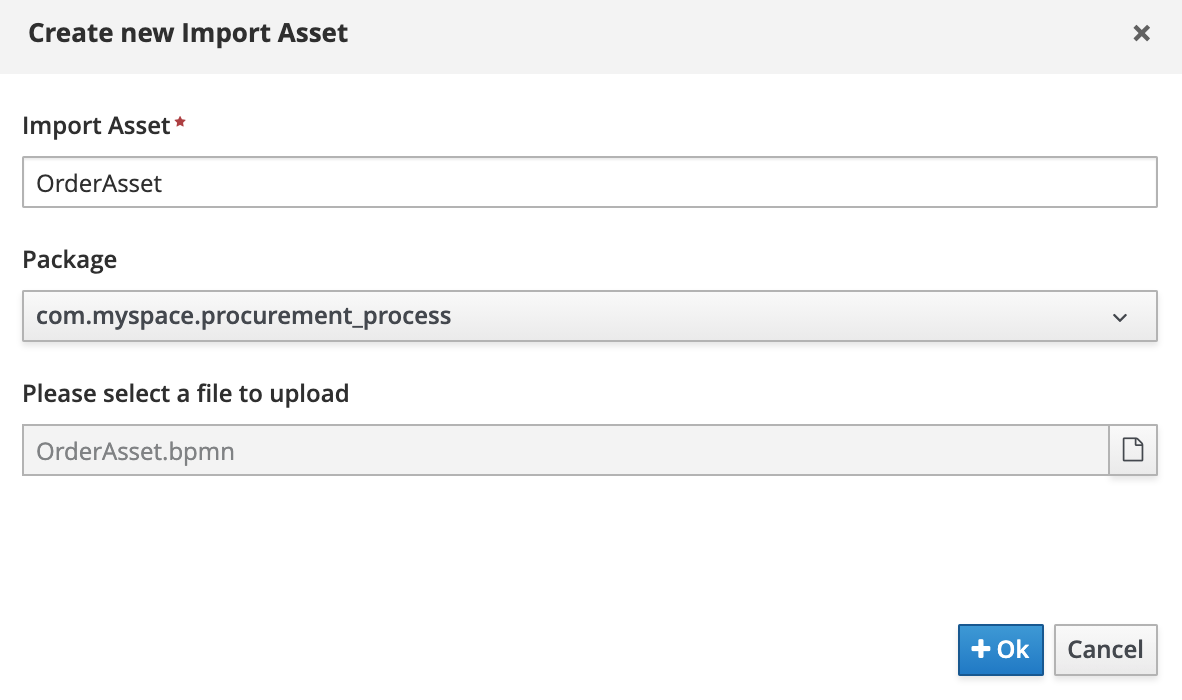 Create new Import Asset
Import Asset*
OrderAsset
Package
com.myspace.procurement_process
Please select a file to upload
OrderAsset.bpmn
Ok Cancel